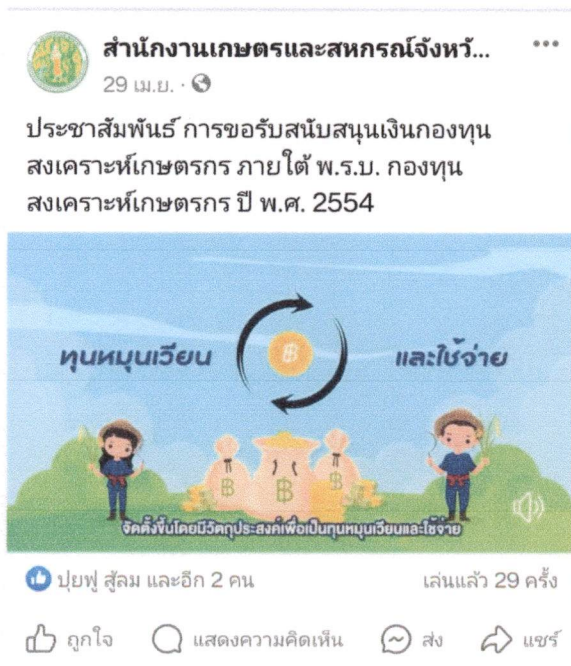 สำนักงานเกษตรและสหกรณ์จังหวั...
29 เม.ย. ·
ประชาสัมพันธ์ การขอรับสนับสนุนเงินกองทุน
สงเคราะห์เกษตรกร ภายใต้ พ.ร.บ. กองทุน
สงเคราะห์เกษตรกร ปี พ.ศ. 2554
ทุนหมุนเวียน
และใช้จ่าย
จัดตั้งขึ้นโดยมีวัตถุประสงค์เพื่อเป็นทุนหมุนเวียนและใช้จ่าย
ปุยฟู สู้ลม และอีก 2 คน
เล่นแล้ว 29 ครั้ง
ถูกใจ แสดงความคิดเห็น ส่ง แชร์